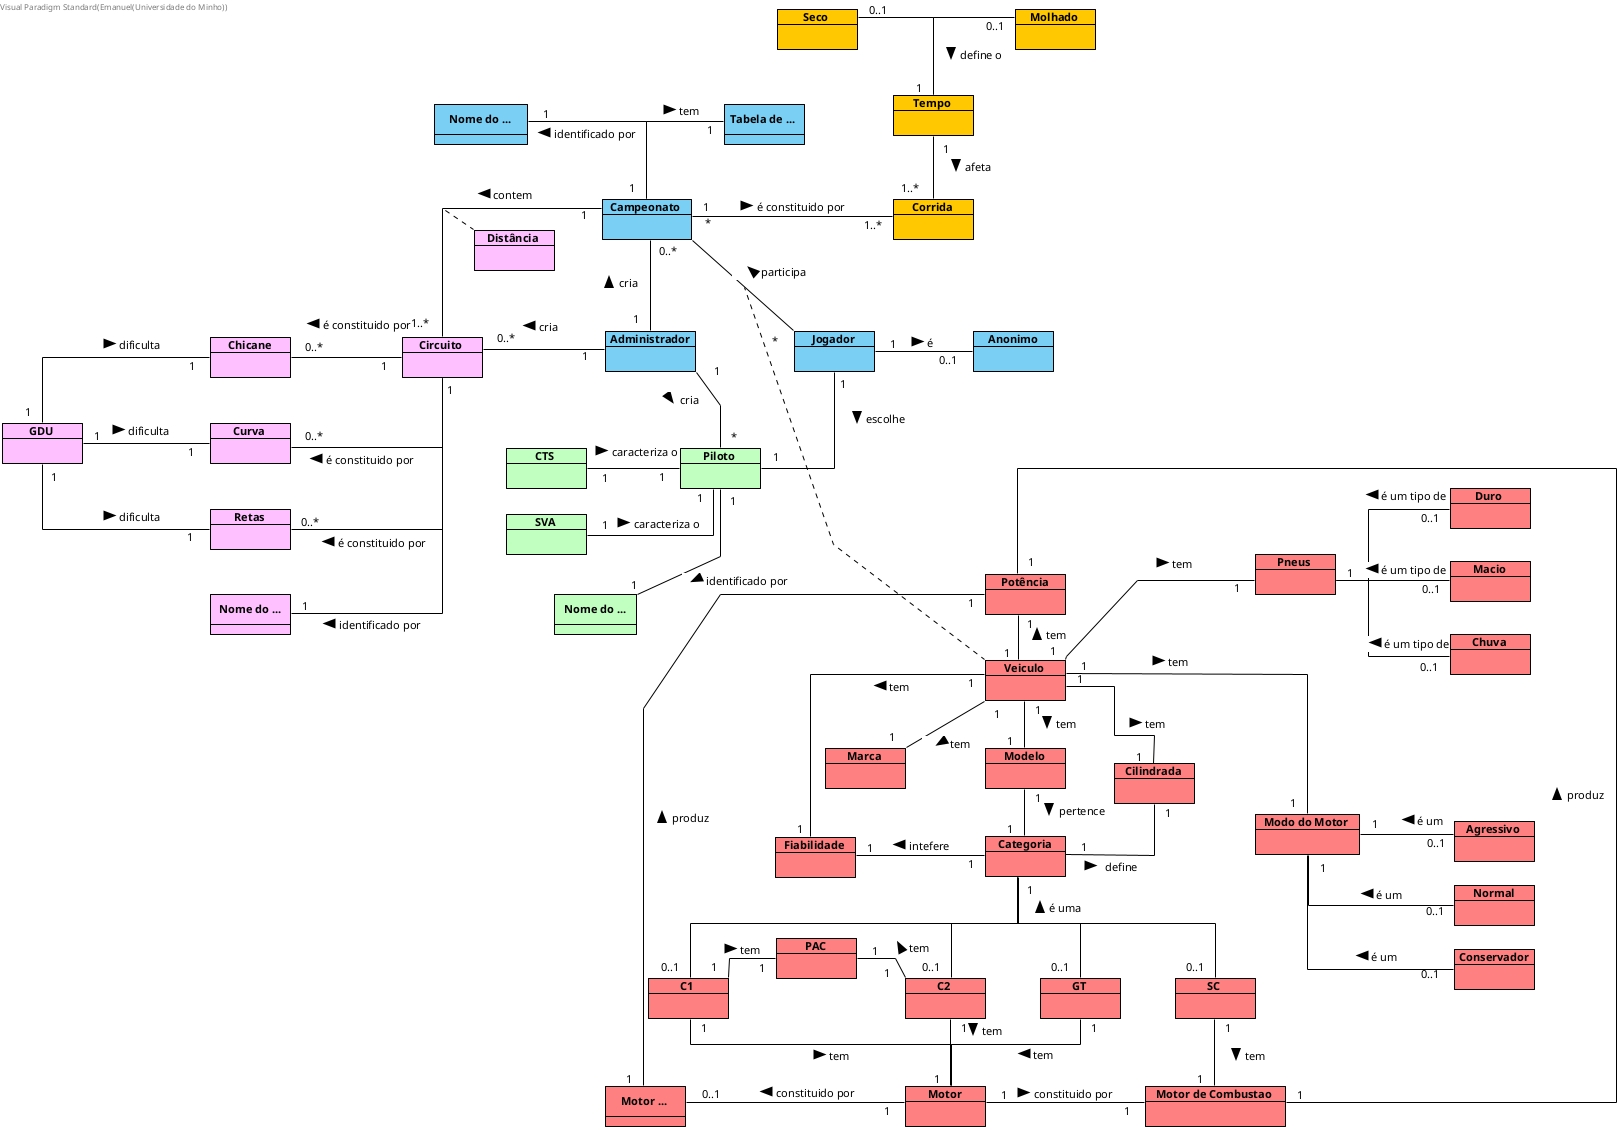 Visual Paradigm Standard(Emanuel(Universidade do Minho))
Seco
0..1
Molhado
0..1
define o
1
Tempo
Nome do ...
1
tem
Tabela de ...
identificado por
1
1
afeta
1
1..*
contem
1
Campeonato
1
é constituido por
Corrida
*
1..*
Distância
0..*
participa
cria
é constituido por
1..*
cria
1
Chicane
0..*
1
Circuito
0..*
1
Administrador
*
Jogador
1
é
0..1
Anonimo
dificulta
1
1
1
cria
1
escolhe
1
GDU
1
dificulta
1
Curva
0..*
é constituido por
*
CTS
caracteriza o
1
1
Piloto
1
1
dificulta
1
Retas
0..*
é constituido por
SVA
1
caracteriza o
1
1
Duro
é um tipo de
0..1
Nome do ...
1
identificado por
Nome do ...
1
identificado por
1
Potência
1
1
tem
tem
1
Pneus
1
é um tipo de
Macio
0..1
é um tipo de
Chuva
0..1
1
1
Veiculo
1
tem
1
1
tem
1
tem
1
tem
1
tem
1
Marca
1
Modelo
1
Cilindrada
1
pertence
1
produz
produz
1
Modo do Motor
1
é um
0..1
Agressivo
1
Fiabilidade
1
intefere
1
1
Categoria
1
define
1
é uma
1
é um
0..1
Normal
é um
0..1
Conservador
tem
PAC
1
1
tem
1
1
0..1
C1
0..1
C2
0..1
GT
0..1
SC
1
1
tem
1
1
tem
tem
tem
1
Motor ...
0..1
constituido por
1
1
Motor
1
constituido por
1
1
Motor de Combustao
1